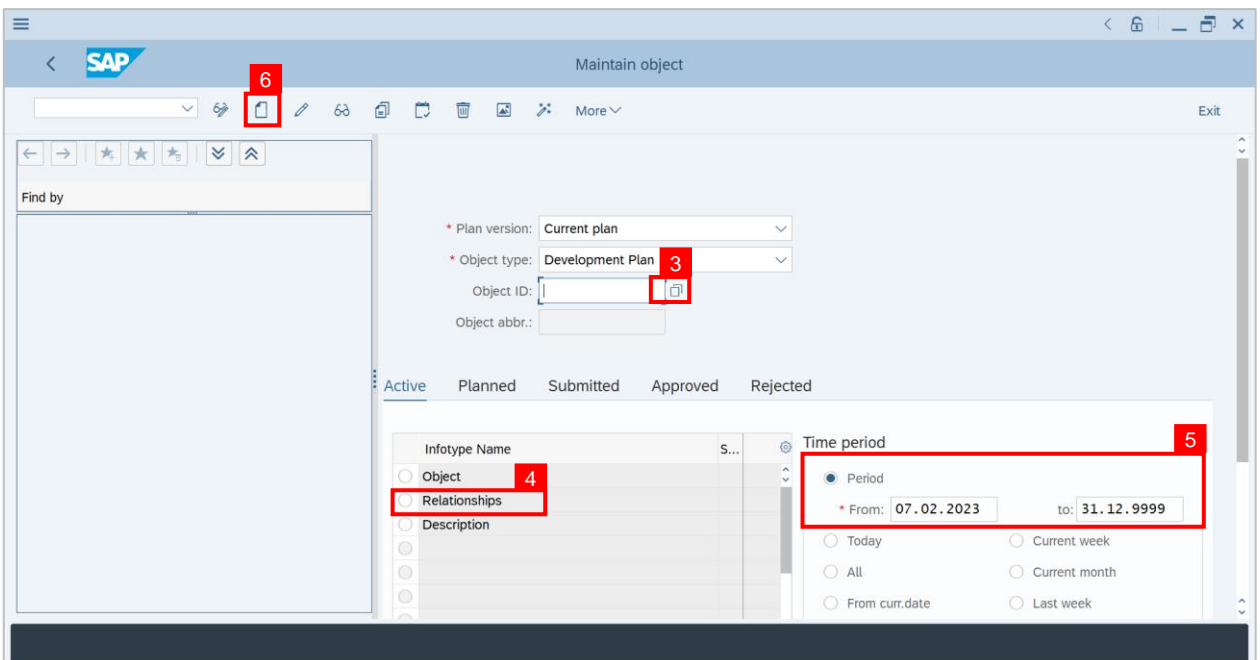 SAP
Maintain object
6
More
Exit
Find by
* Plan version: Current plan
* Object type: Development Plan
3
Object ID:
Object abbr.:
Active Planned Submitted Approved Rejected
Infotype Name S...
Time period
5
Object
4
Period
Relationships
* From: 07.02.2023 to: 31.12.9999
Description
Today Current week
All Current month
From curr.date Last week